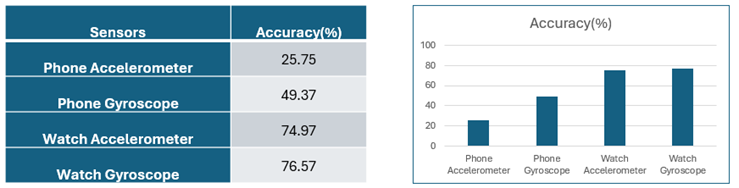 Sensors Accuracy(%)
Phone Accelerometer 25.75
Phone Gyroscope 49.37
Watch Accelerometer 74.97
Watch Gyroscope 76.57
Accuracy(%)
100
80
60
40
20
0
Phone Phone Watch Watch
Accelerometer Gyroscope Accelerometer Gyroscope